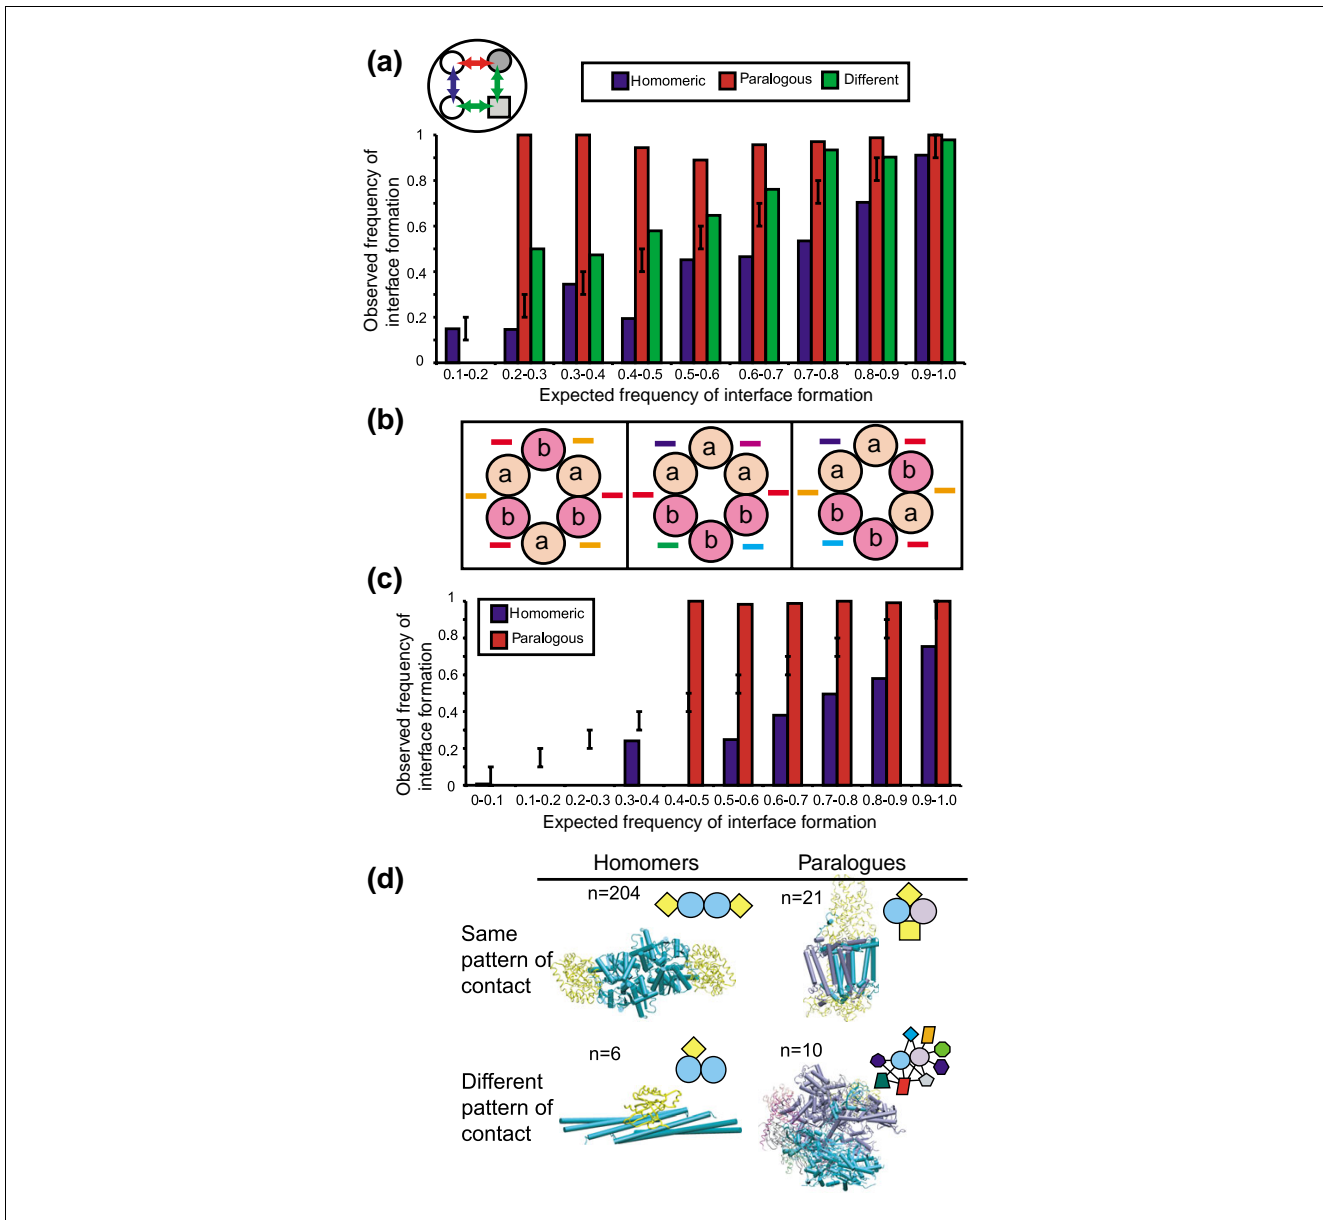 (a)
Homomeric Paralogous Different
Observed frequency of
interface formation
1
0.8
0.6
0.4
0.2
0
0.1-0.2 0.2-0.3 0.3-0.4 0.4-0.5 0.5-0.6 0.6-0.7 0.7-0.8 0.8-0.9 0.9-1.0
Expected frequency of interface formation
(b)
b a a b b a
a a a b b b
a a b b a b
(c)
Homomeric
Paralogous
Observed frequency of
interface formation
1
0.8
0.6
0.4
0.2
0
0-0.1 0.1-0.2 0.2-0.3 0.3-0.4 0.4-0.5 0.5-0.6 0.6-0.7 0.7-0.8 0.8-0.9 0.9-1.0
Expected frequency of interface formation
(d)
Homomers Paralogues
n=204 n=21
Same
pattern of
contact
n=6 n=10
Different
pattern of
contact